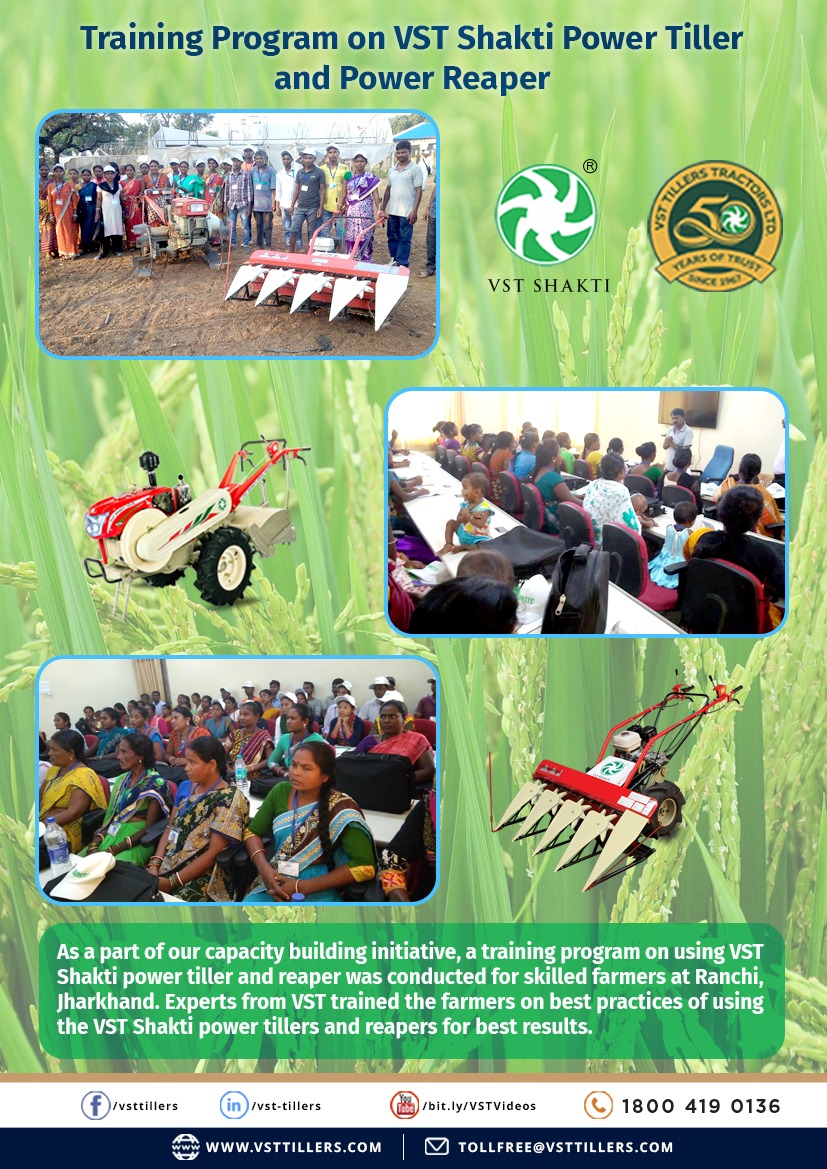 Training Program on VST Shakti Power Tiller
and Power Reaper
®
VST SHAKTI
VST TILLERS TRACTORS LTD
50
YEARS OF TRUST
SINCE 1967
As a part of our capacity building initiative, a training program on using VST
Shakti power tiller and reaper was conducted for skilled farmers at Ranchi,
Jharkhand. Experts from VST trained the farmers on best practices of using
the VST Shakti power tillers and reapers for best results.
/vsttillers
in /vst-tillers
You Tube /bit.ly/VSTVideos
1800 419 0136
www WWW.VSTTILLERS.COM
TOLLFREE@VSTTILLERS.COM